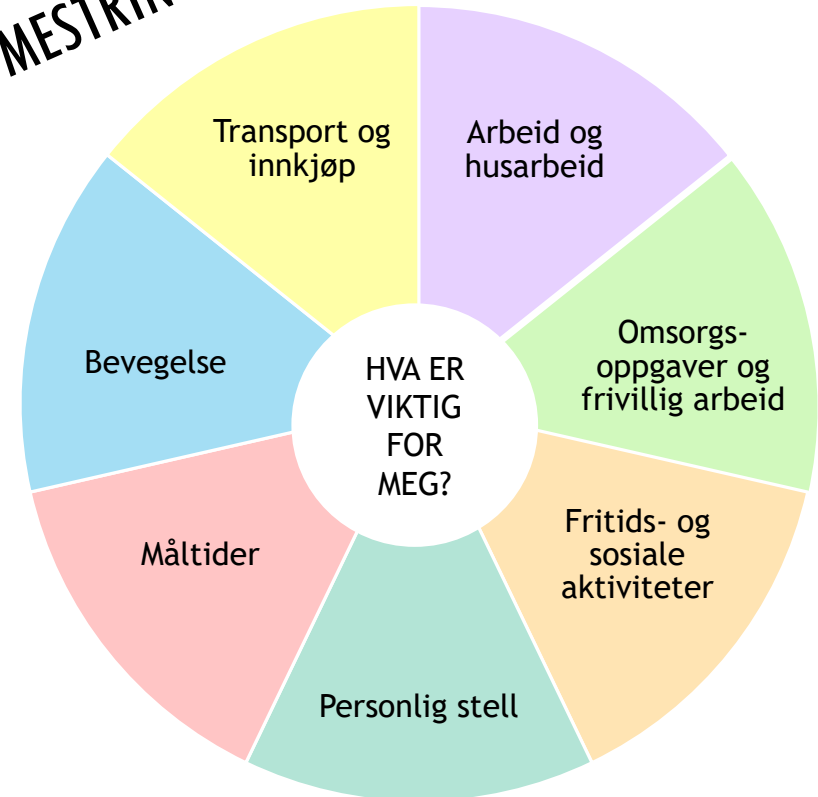 Transport og
innkjøp
Arbeid og
husarbeid
Omsorgs-
oppgaver og
frivillig arbeid
Fritids- og
sosiale
aktiviteter
Personlig stell
Måltider
Bevegelse
HVA ER
VIKTIG
FOR
MEG?